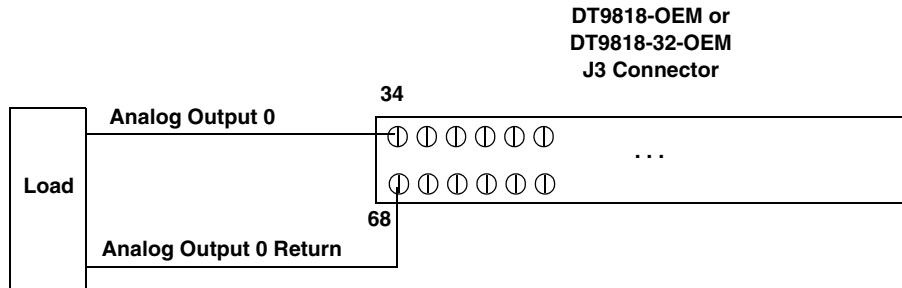 DT9818-OEM or
DT9818-32-OEM
J3 Connector
34
Analog Output 0
. . .
Load
68
Analog Output 0 Return